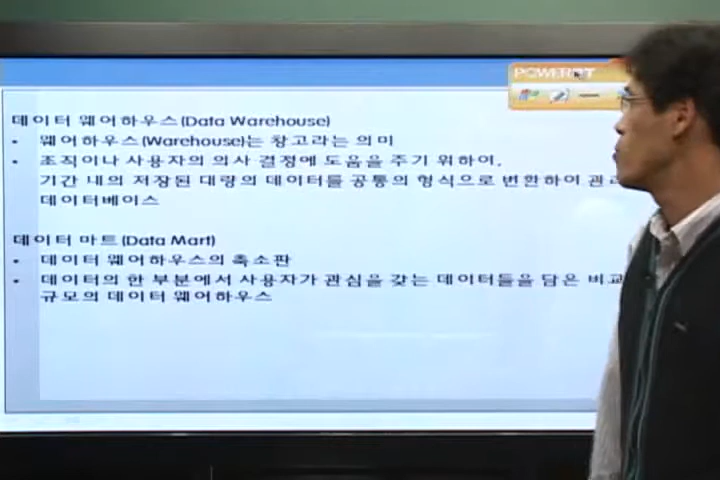 POWER
데이터 웨어하우스(Data Warehouse)
• 웨어하우스(Warehouse)는 창고라는 의미
• 조직이나 사용자의 의사 결정에 도움을 주기 위하여,
기간 내의 저장된 대량의 데이터를 공통의 형식으로 변환하여
데이터베이스
데이터 마트(Data Mart)
• 데이터 웨어하우스의 축소판
• 데이터의 한 부분에서 사용자가 관심을 갖는 데이터들을 담은 비교
규모의 데이터 웨어하우스